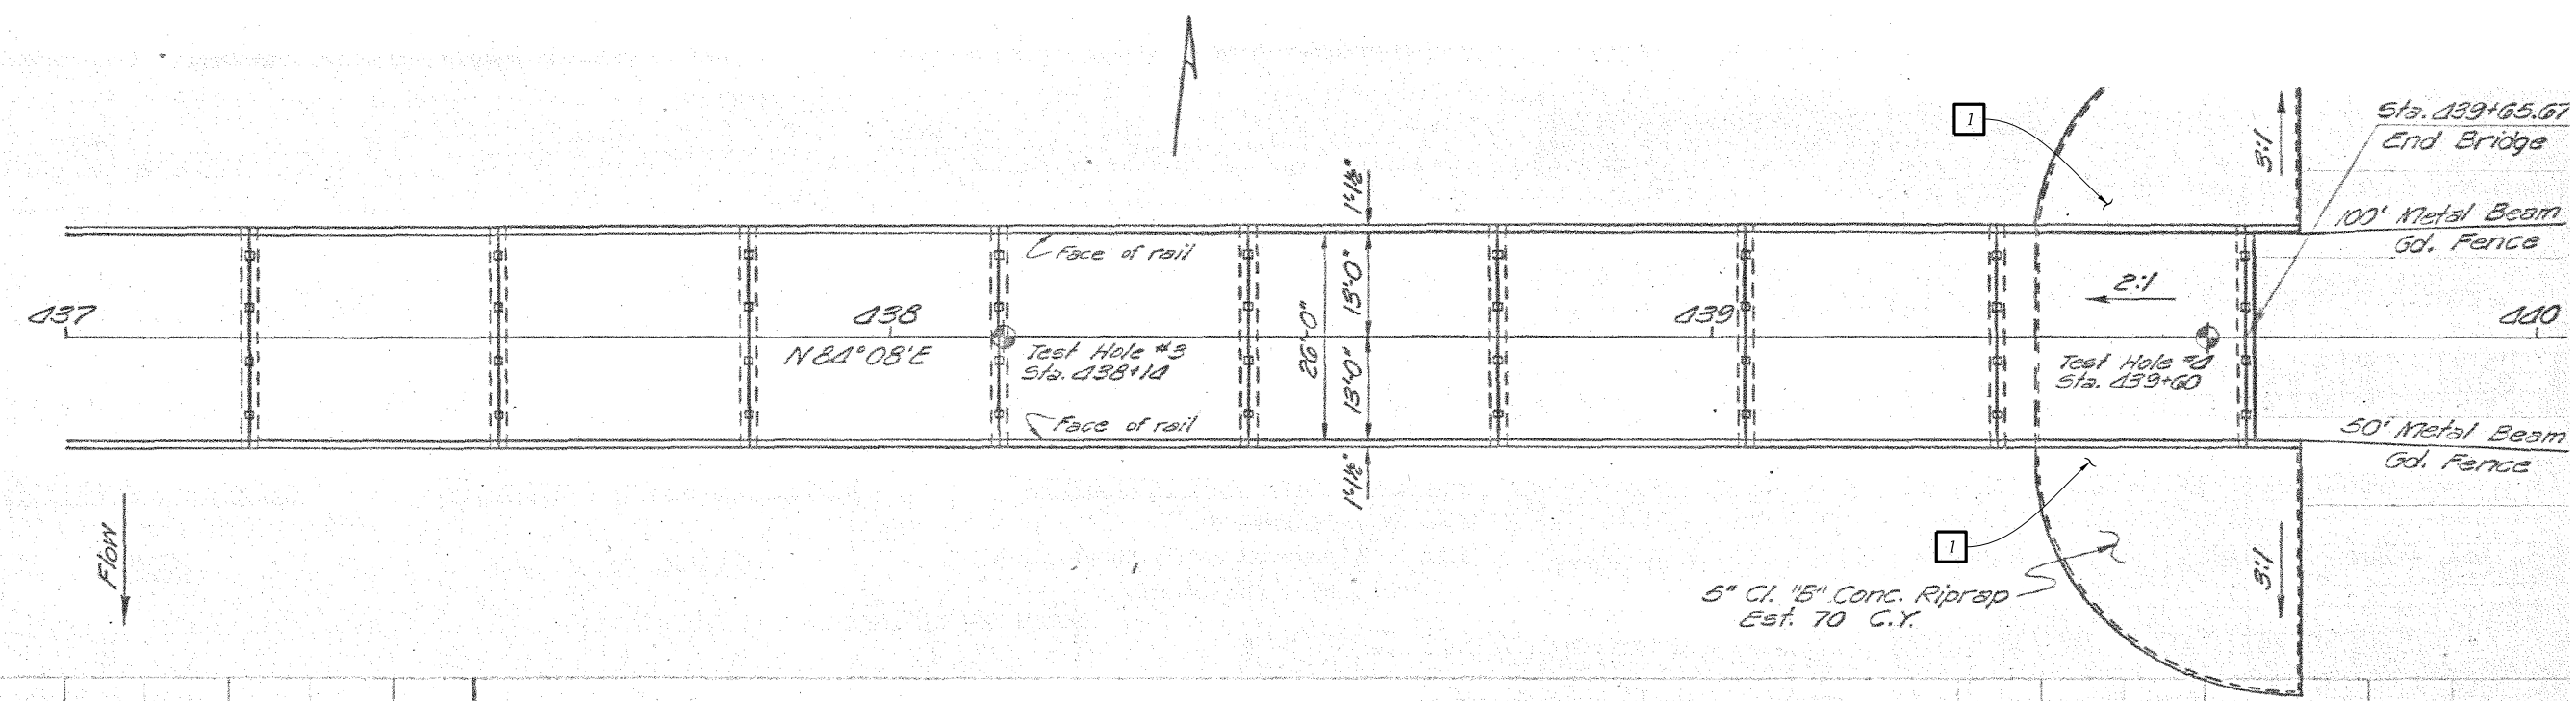 1
Sta. 439+65.67
End Bridge
3:1
1'-1½"
100' Metal Beam
Gd. Fence
Face of rail
13'-0"
26'-0"
2:1
437
438
439
440
N 84° 08' E
Test Hole #3
Sta. 438+14
Test Hole #4
Sta. 439+60
13'-0"
Face of rail
50' Metal Beam
Gd. Fence
1'-1½"
Flow
1
3:1
5" Cl. "B" Conc. Riprap
Est. 70 C.Y.